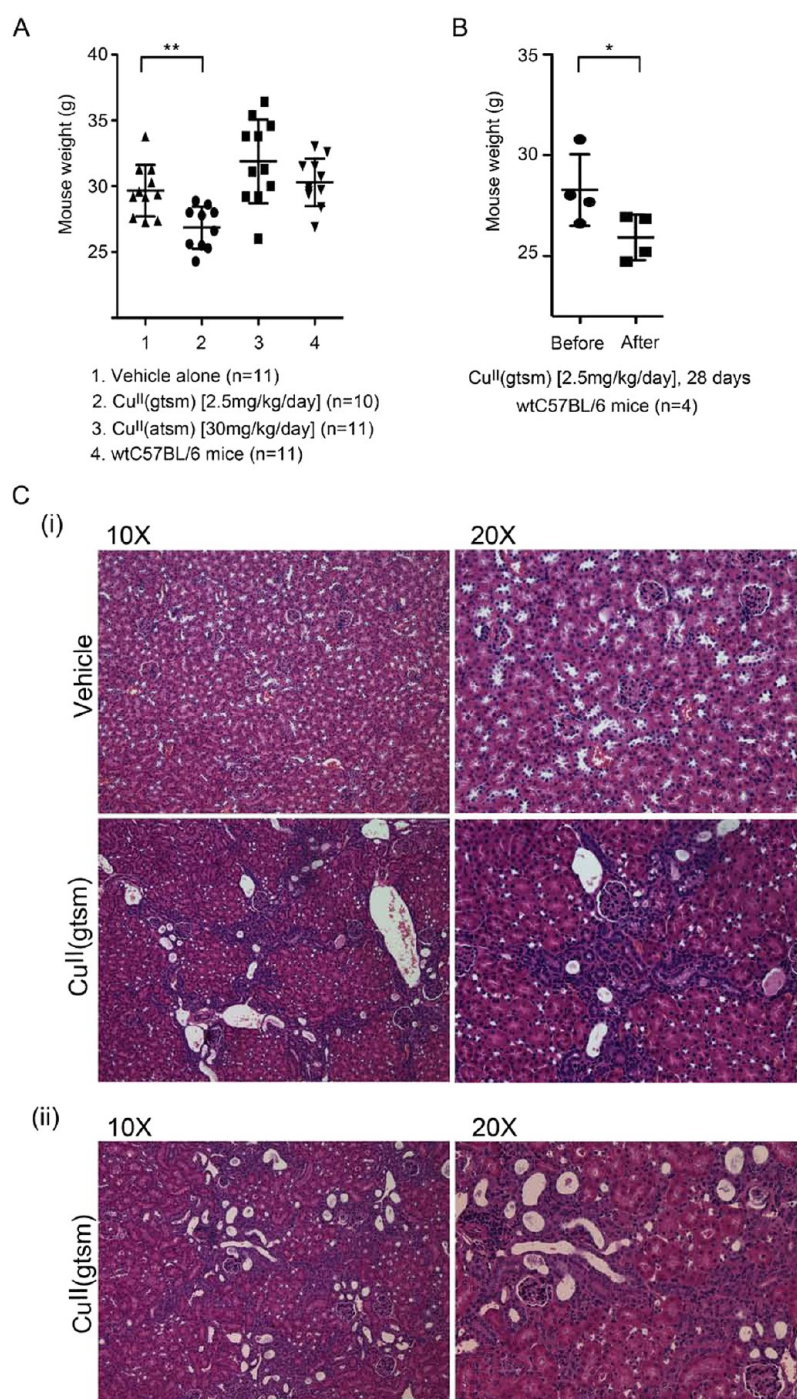 A
**
40
35
30
25
Mouse weight (g)
1 2 3 4
1. Vehicle alone (n=11)
2. Cuᴵᴵ(gtsm) [2.5mg/kg/day] (n=10)
3. Cuᴵᴵ(atsm) [30mg/kg/day] (n=11)
4. wtC57BL/6 mice (n=11)
B
*
35
30
25
Mouse weight (g)
Before After
Cuᴵᴵ(gtsm) [2.5mg/kg/day], 28 days
wtC57BL/6 mice (n=4)
C
(i)
10X 20X
Vehicle
Cuᴵᴵ(gtsm)
(ii)
10X 20X
Cuᴵᴵ(gtsm)